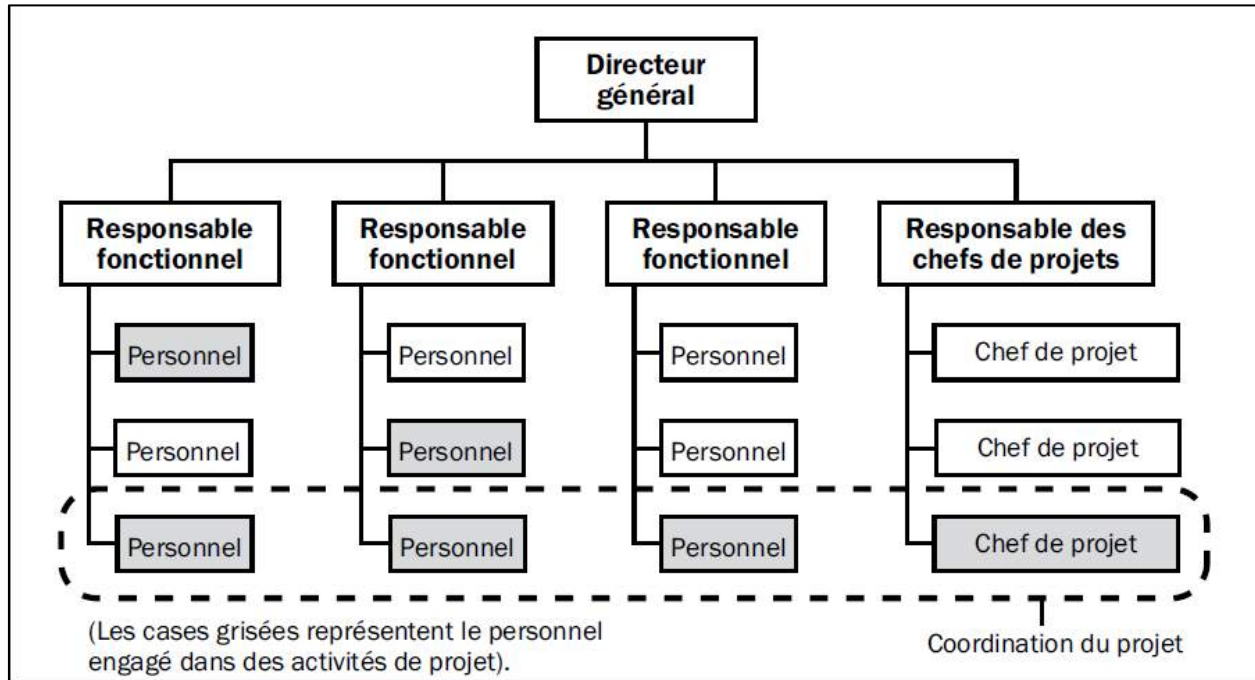 Directeur
général
Responsable
fonctionnel
Responsable
fonctionnel
Responsable
fonctionnel
Responsable des
chefs de projets
Personnel
Personnel
Personnel
Chef de projet
Personnel
Personnel
Personnel
Chef de projet
Personnel
Personnel
Personnel
Chef de projet
(Les cases grisées représentent le personnel
engagé dans des activités de projet).
Coordination du projet